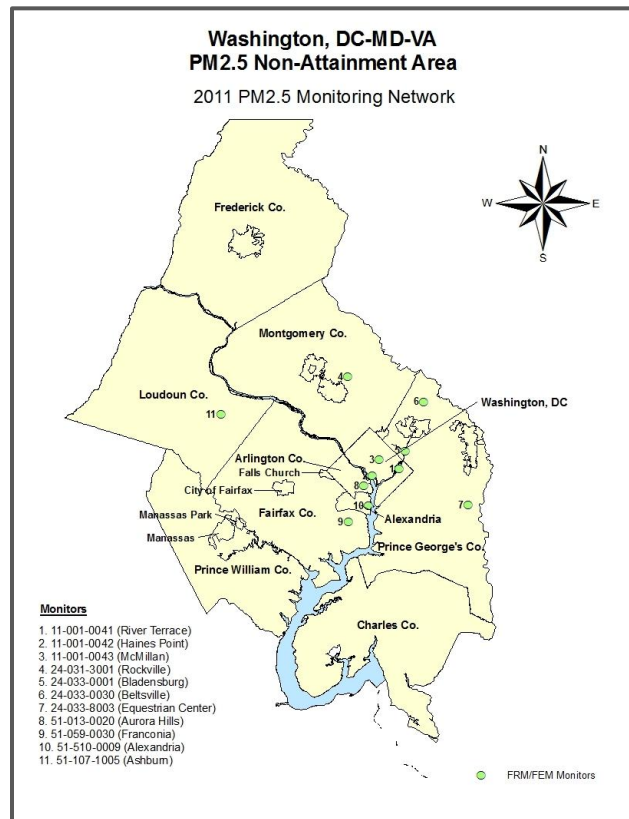 Washington, DC-MD-VA
PM2.5 Non-Attainment Area
2011 PM2.5 Monitoring Network
N
W
E
S
Frederick Co.
Montgomery Co.
4
Loudoun Co.
11
6
Washington, DC
Arlington Co.
3
Falls Church
1
City of Fairfax
8
Manassas Park
Fairfax Co.
10
Alexandria
7
9
Manassas
Prince George's Co.
Prince William Co.
Charles Co.
Monitors
1. 11-001-0041 (River Terrace)
2. 11-001-0042 (Haines Point)
3. 11-001-0043 (McMillan)
4. 24-031-3001 (Rockville)
5. 24-033-0001 (Bladensburg)
6. 24-033-0030 (Beltsville)
7. 24-033-8003 (Equestrian Center)
8. 51-013-0020 (Aurora Hills)
9. 51-059-0030 (Franconia)
10. 51-510-0009 (Alexandria)
11. 51-107-1005 (Ashburn)
FRM/FEM Monitors